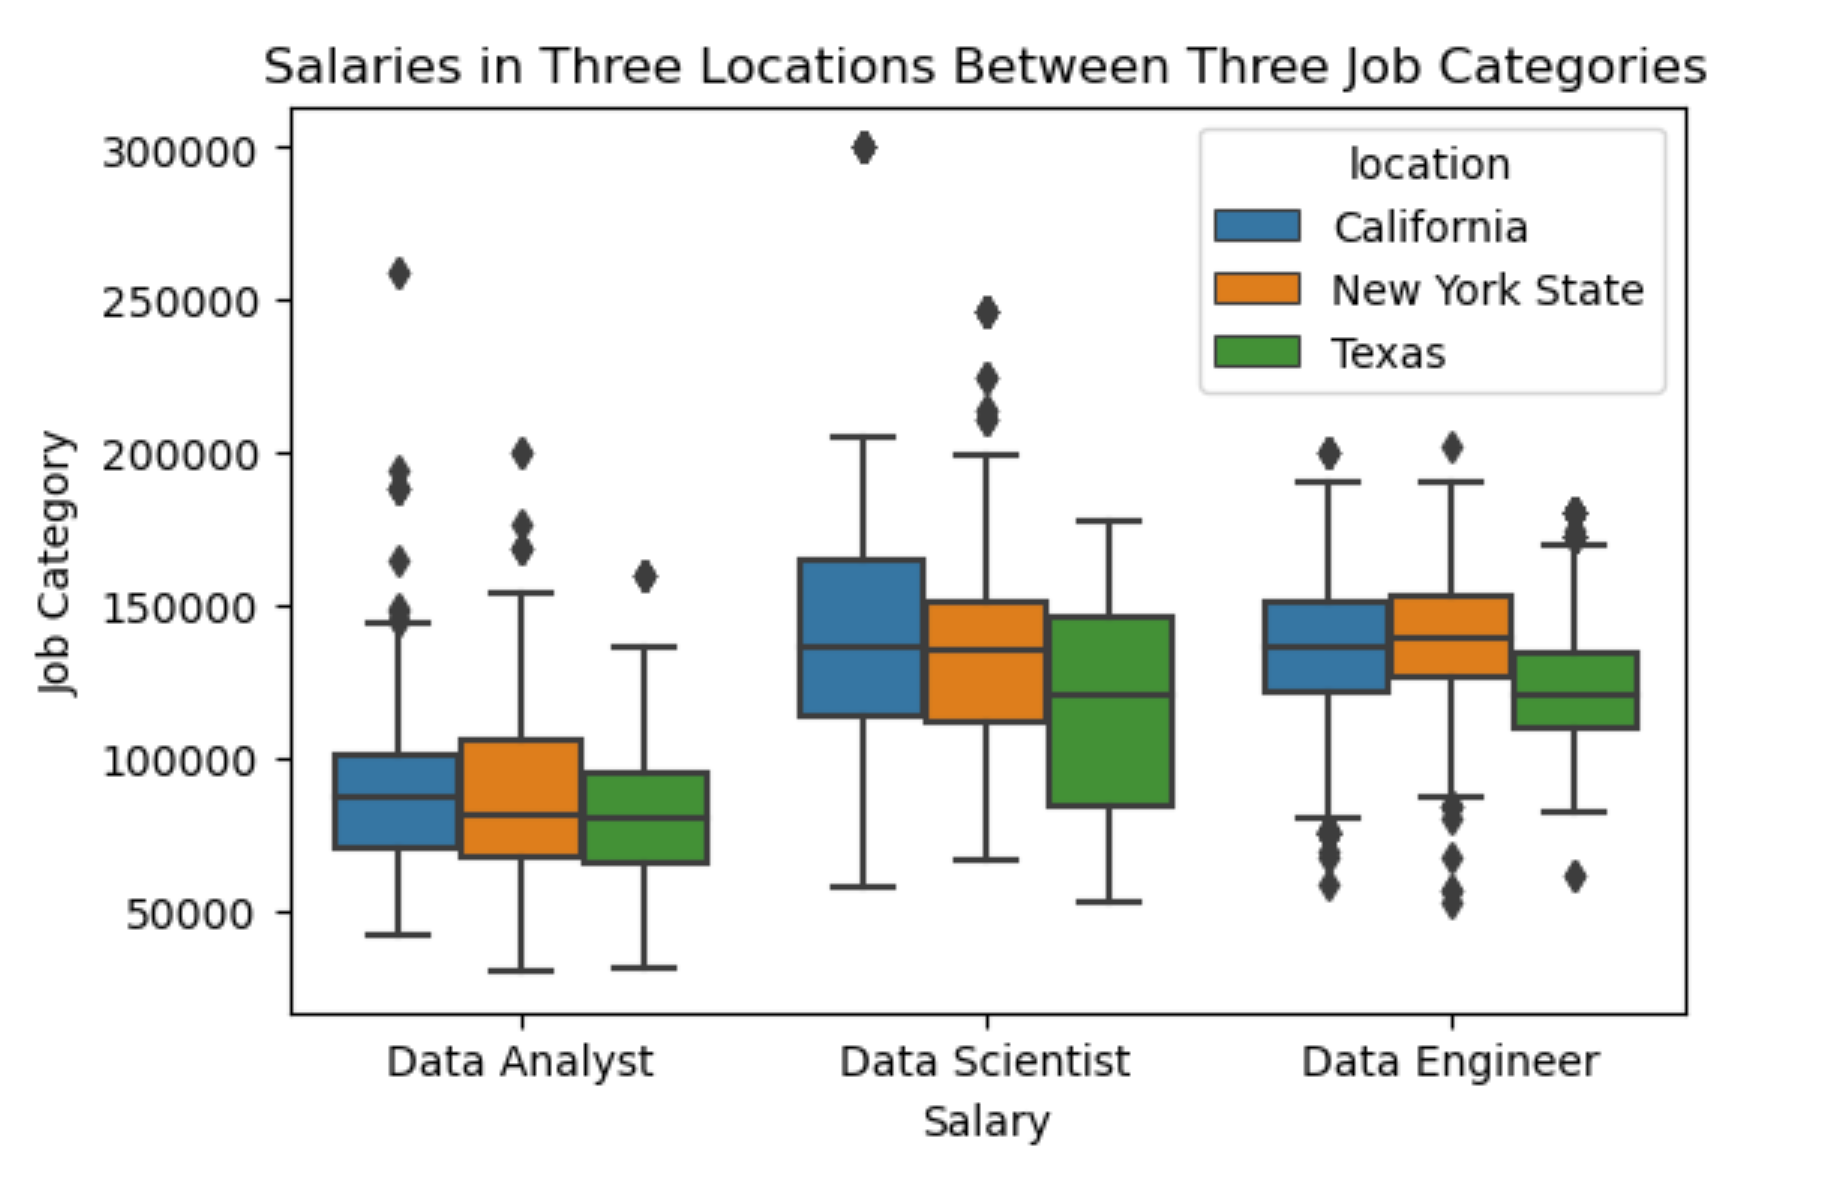 Salaries in Three Locations Between Three Job Categories
300000
250000
200000
150000
100000
50000
Job Category
location
California
New York State
Texas
Data Analyst
Data Scientist
Data Engineer
Salary